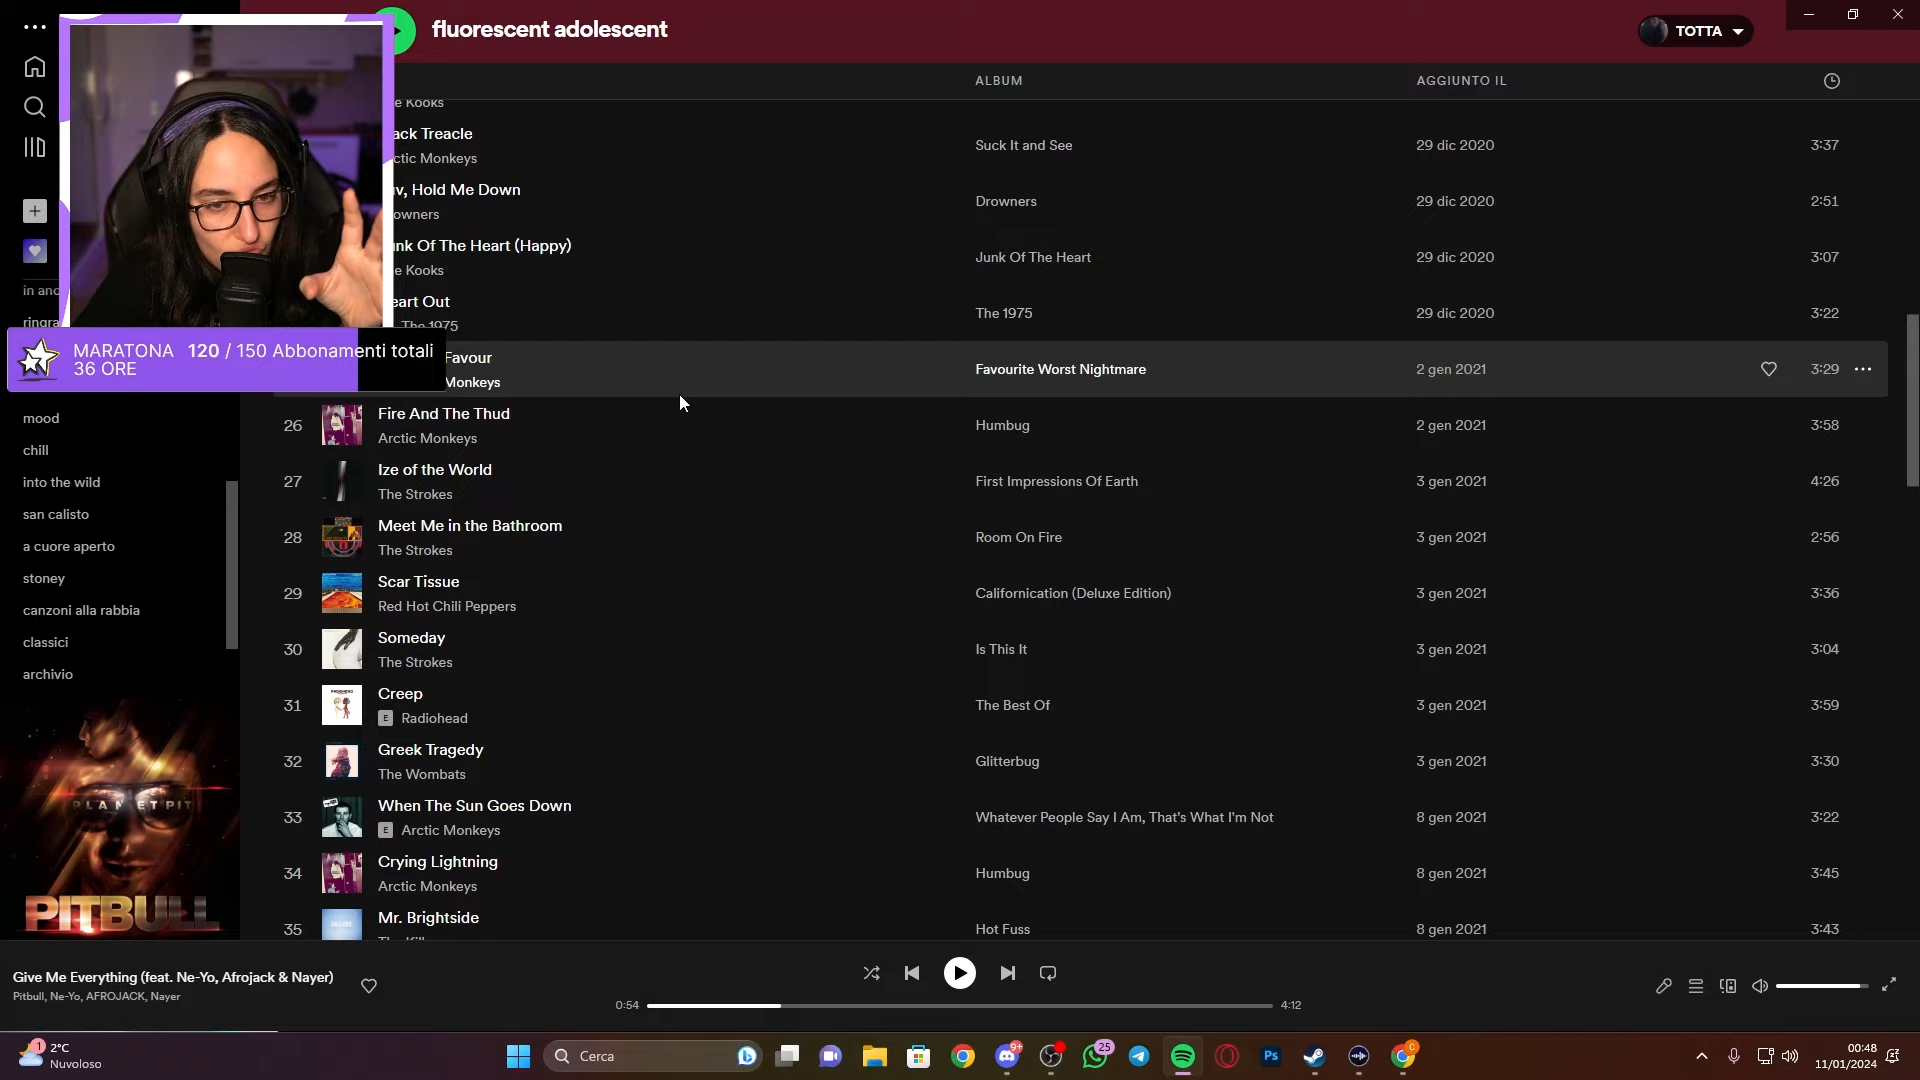 fluorescent adolescent
TOTTA
ALBUM
AGGIUNTO IL
e Kooks
ack Treacle
ctic Monkeys
Suck It and See
29 dic 2020
3:37
v, Hold Me Down
owners
Drowners
29 dic 2020
2:51
nk Of The Heart (Happy)
e Kooks
Junk Of The Heart
29 dic 2020
3:07
eart Out
The 1975
The 1975
29 dic 2020
3:22
in ano
ringra
MARATONA 120 / 150 Abbonamenti totali
36 ORE
Favour
Monkeys
Favourite Worst Nightmare
2 gen 2021
3:29
26
Fire And The Thud
Arctic Monkeys
Humbug
2 gen 2021
3:58
27
Ize of the World
The Strokes
First Impressions Of Earth
3 gen 2021
4:26
28
Meet Me in the Bathroom
The Strokes
Room On Fire
3 gen 2021
2:56
29
Scar Tissue
Red Hot Chili Peppers
Californication (Deluxe Edition)
3 gen 2021
3:36
30
Someday
The Strokes
Is This It
3 gen 2021
3:04
31
Creep
E Radiohead
The Best Of
3 gen 2021
3:59
32
Greek Tragedy
The Wombats
Glitterbug
3 gen 2021
3:30
33
When The Sun Goes Down
E Arctic Monkeys
Whatever People Say I Am, That's What I'm Not
8 gen 2021
3:22
34
Crying Lightning
Arctic Monkeys
Humbug
8 gen 2021
3:45
35
Mr. Brightside
Hot Fuss
8 gen 2021
3:43
mood
chill
into the wild
san calisto
a cuore aperto
stoney
canzoni alla rabbia
classici
archivio
PLANET PIT
PITBULL
Give Me Everything (feat. Ne-Yo, Afrojack & Nayer)
Pitbull, Ne-Yo, AFROJACK, Nayer
0:54
4:12
1
2°C
Nuvoloso
Cerca
9+
25
Ps
00:48
11/01/2024